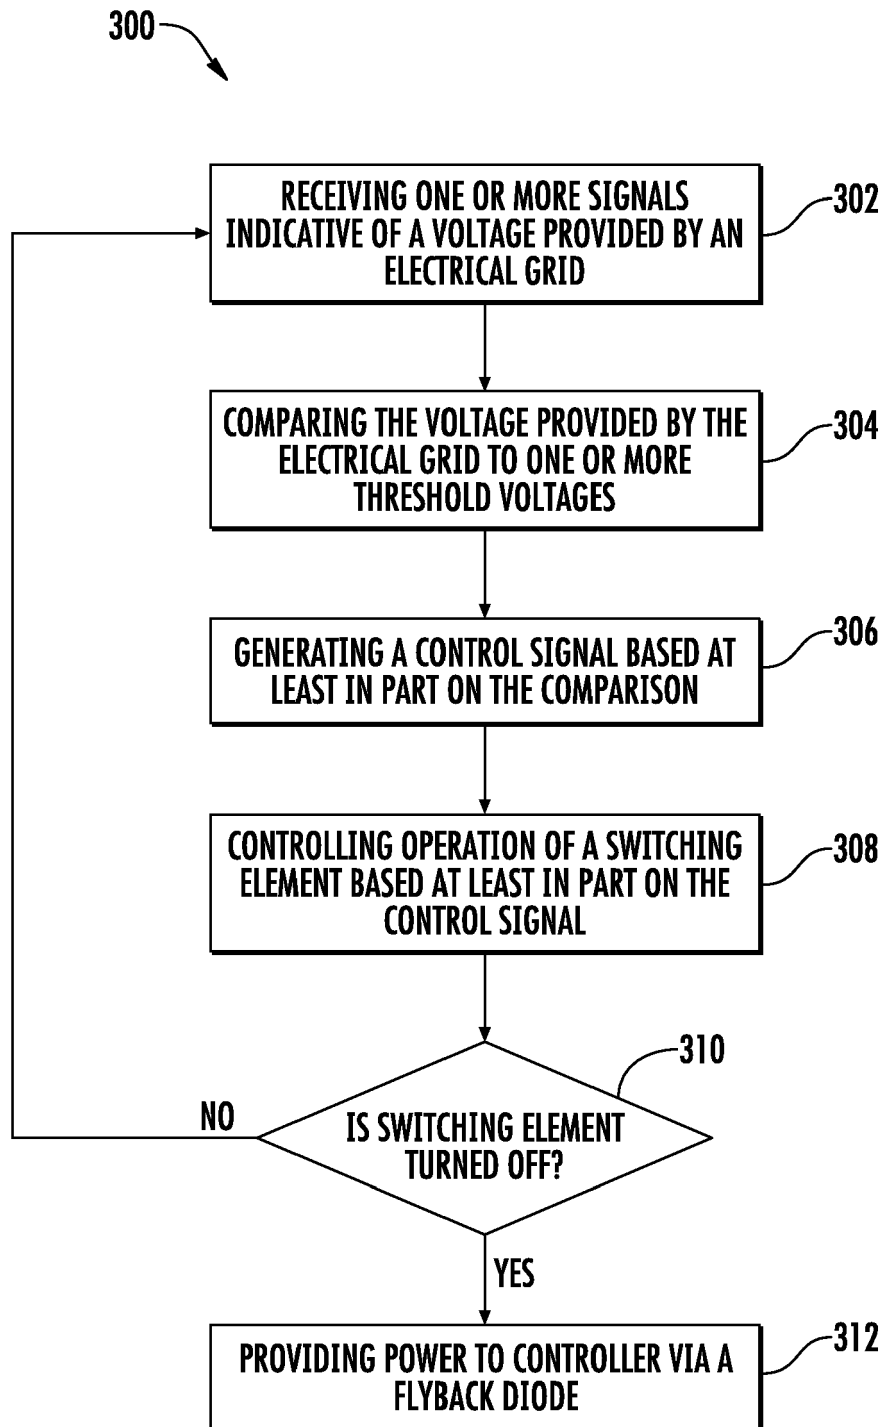 300
RECEIVING ONE OR MORE SIGNALS
INDICATIVE OF A VOLTAGE PROVIDED BY AN
ELECTRICAL GRID
302
COMPARING THE VOLTAGE PROVIDED BY THE
ELECTRICAL GRID TO ONE OR MORE
THRESHOLD VOLTAGES
304
GENERATING A CONTROL SIGNAL BASED AT
LEAST IN PART ON THE COMPARISON
306
CONTROLLING OPERATION OF A SWITCHING
ELEMENT BASED AT LEAST IN PART ON THE
CONTROL SIGNAL
308
310
NO
IS SWITCHING ELEMENT
TURNED OFF?
YES
PROVIDING POWER TO CONTROLLER VIA A
FLYBACK DIODE
312